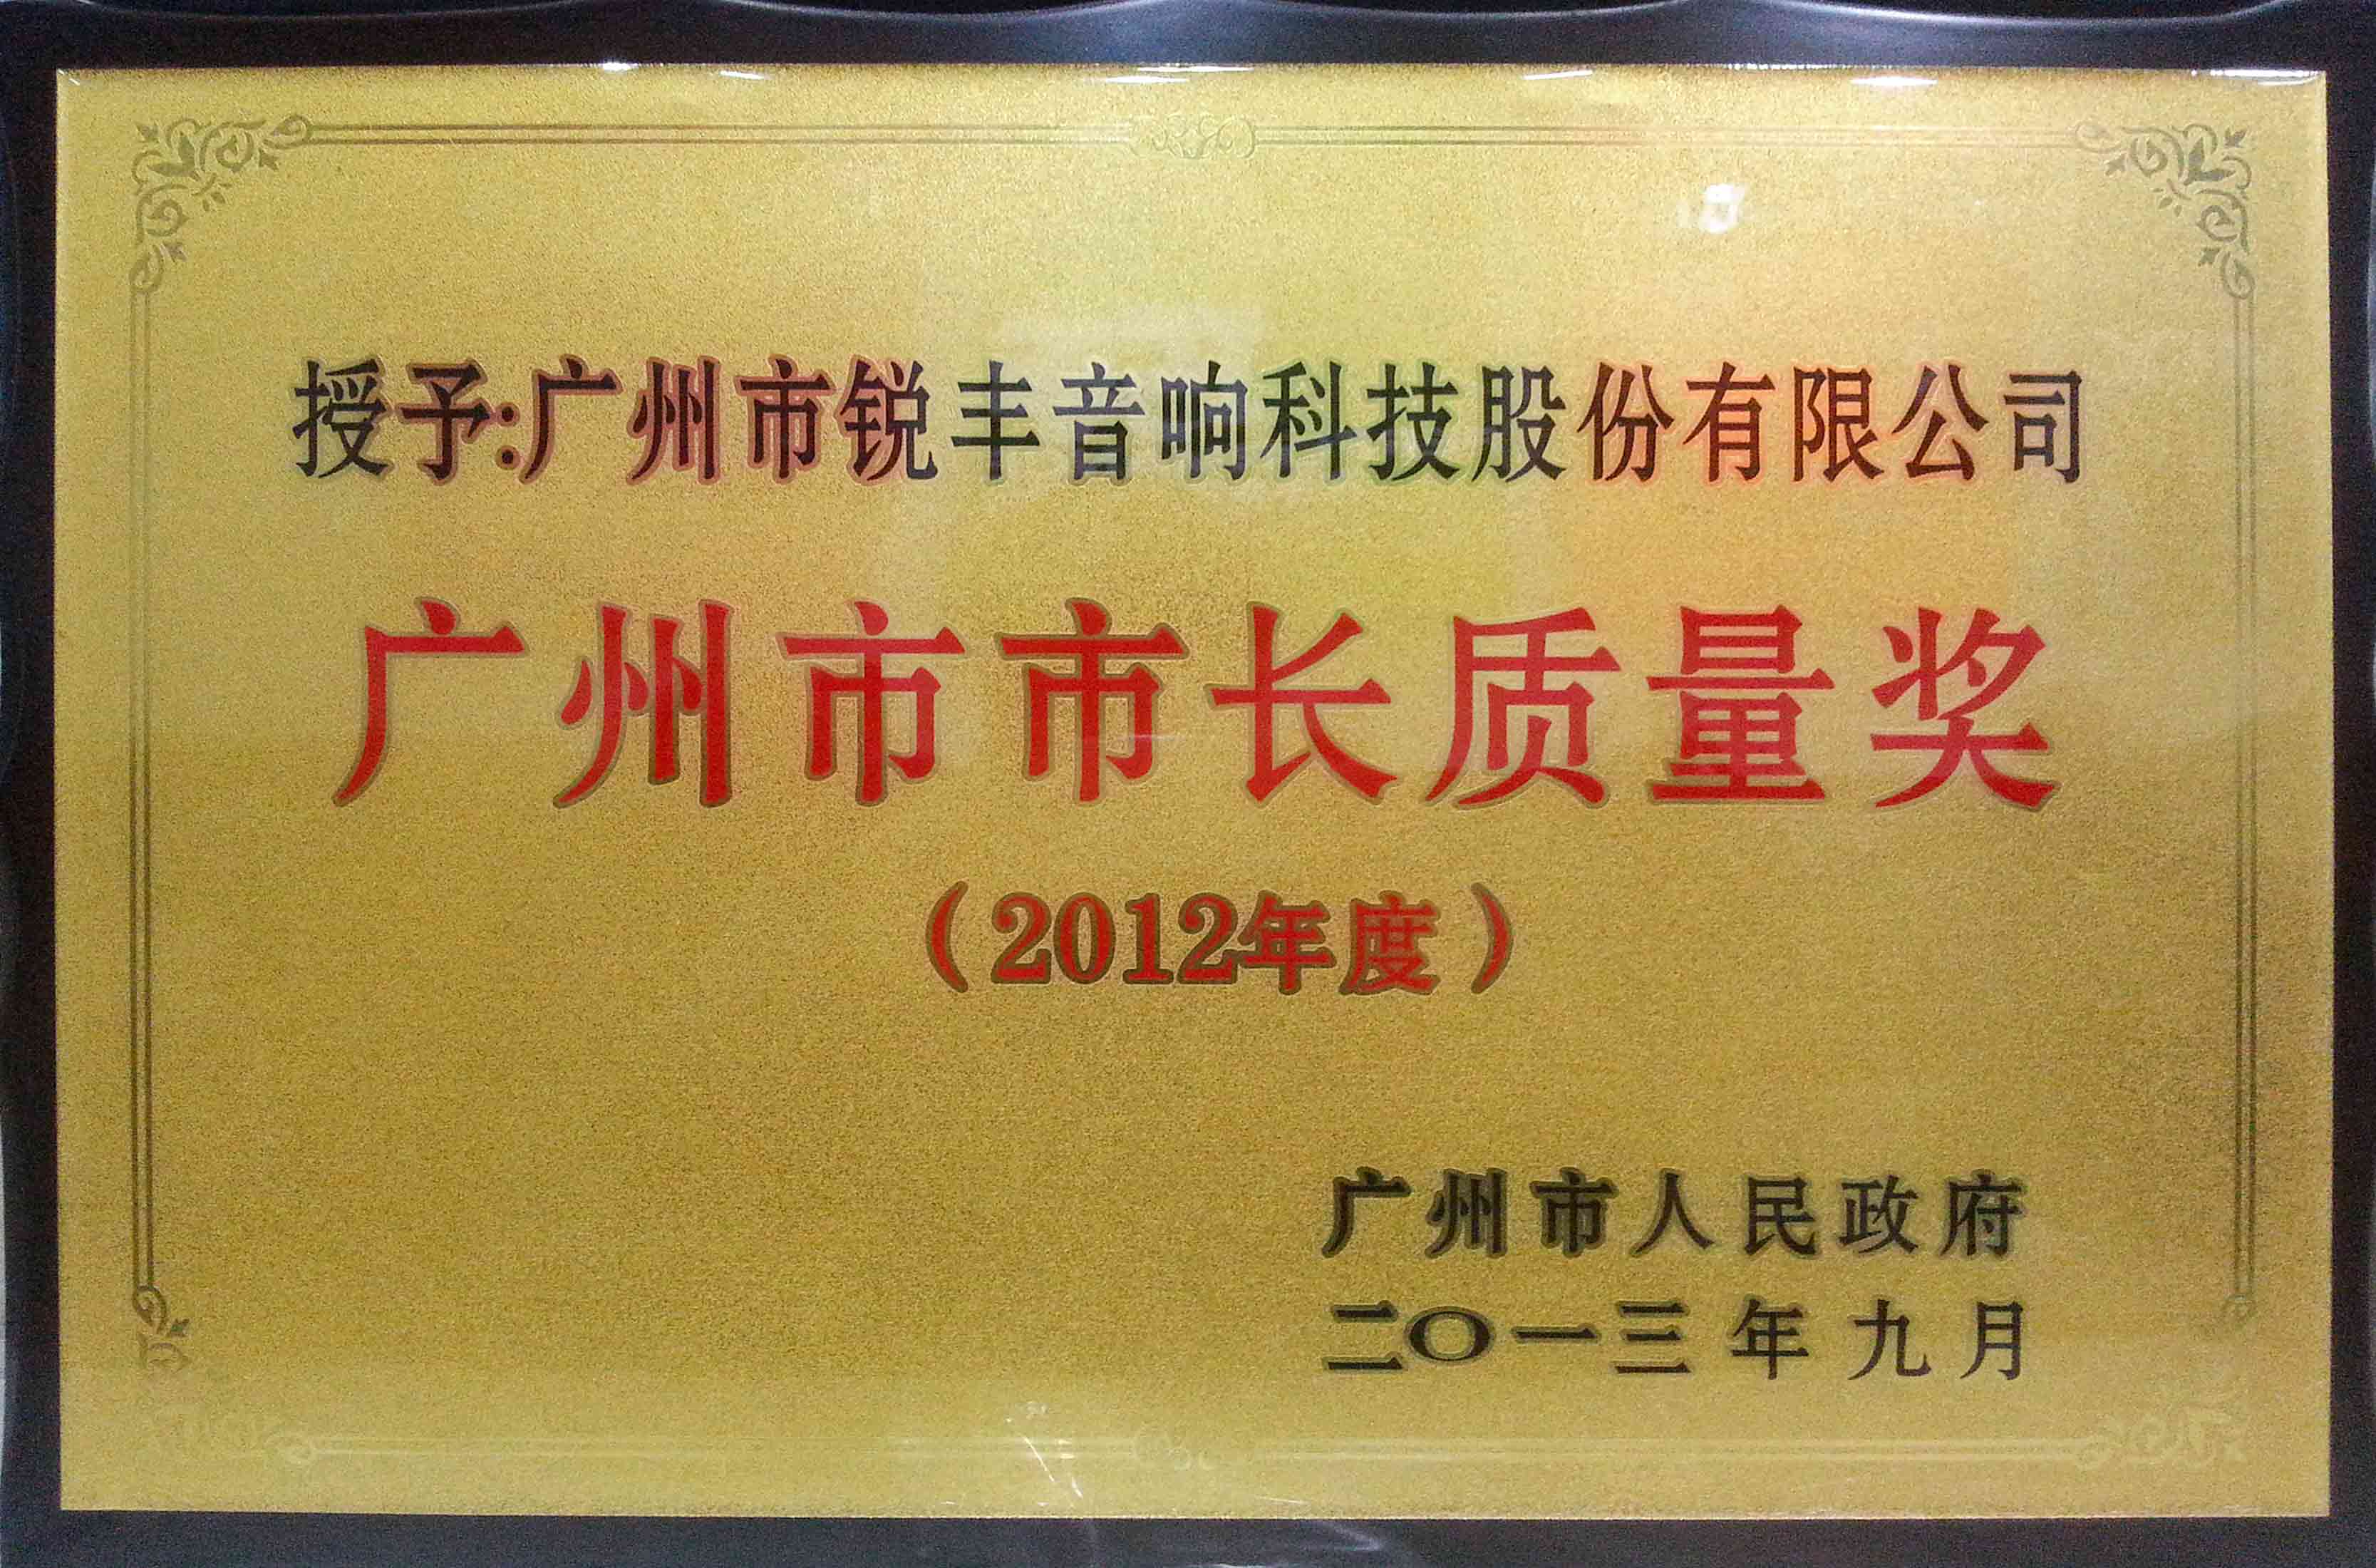 授予:广州市锐丰音响科技股份有限公司
广州市市长质量奖
（2012年度）
广州市人民政府
二〇一三年九月